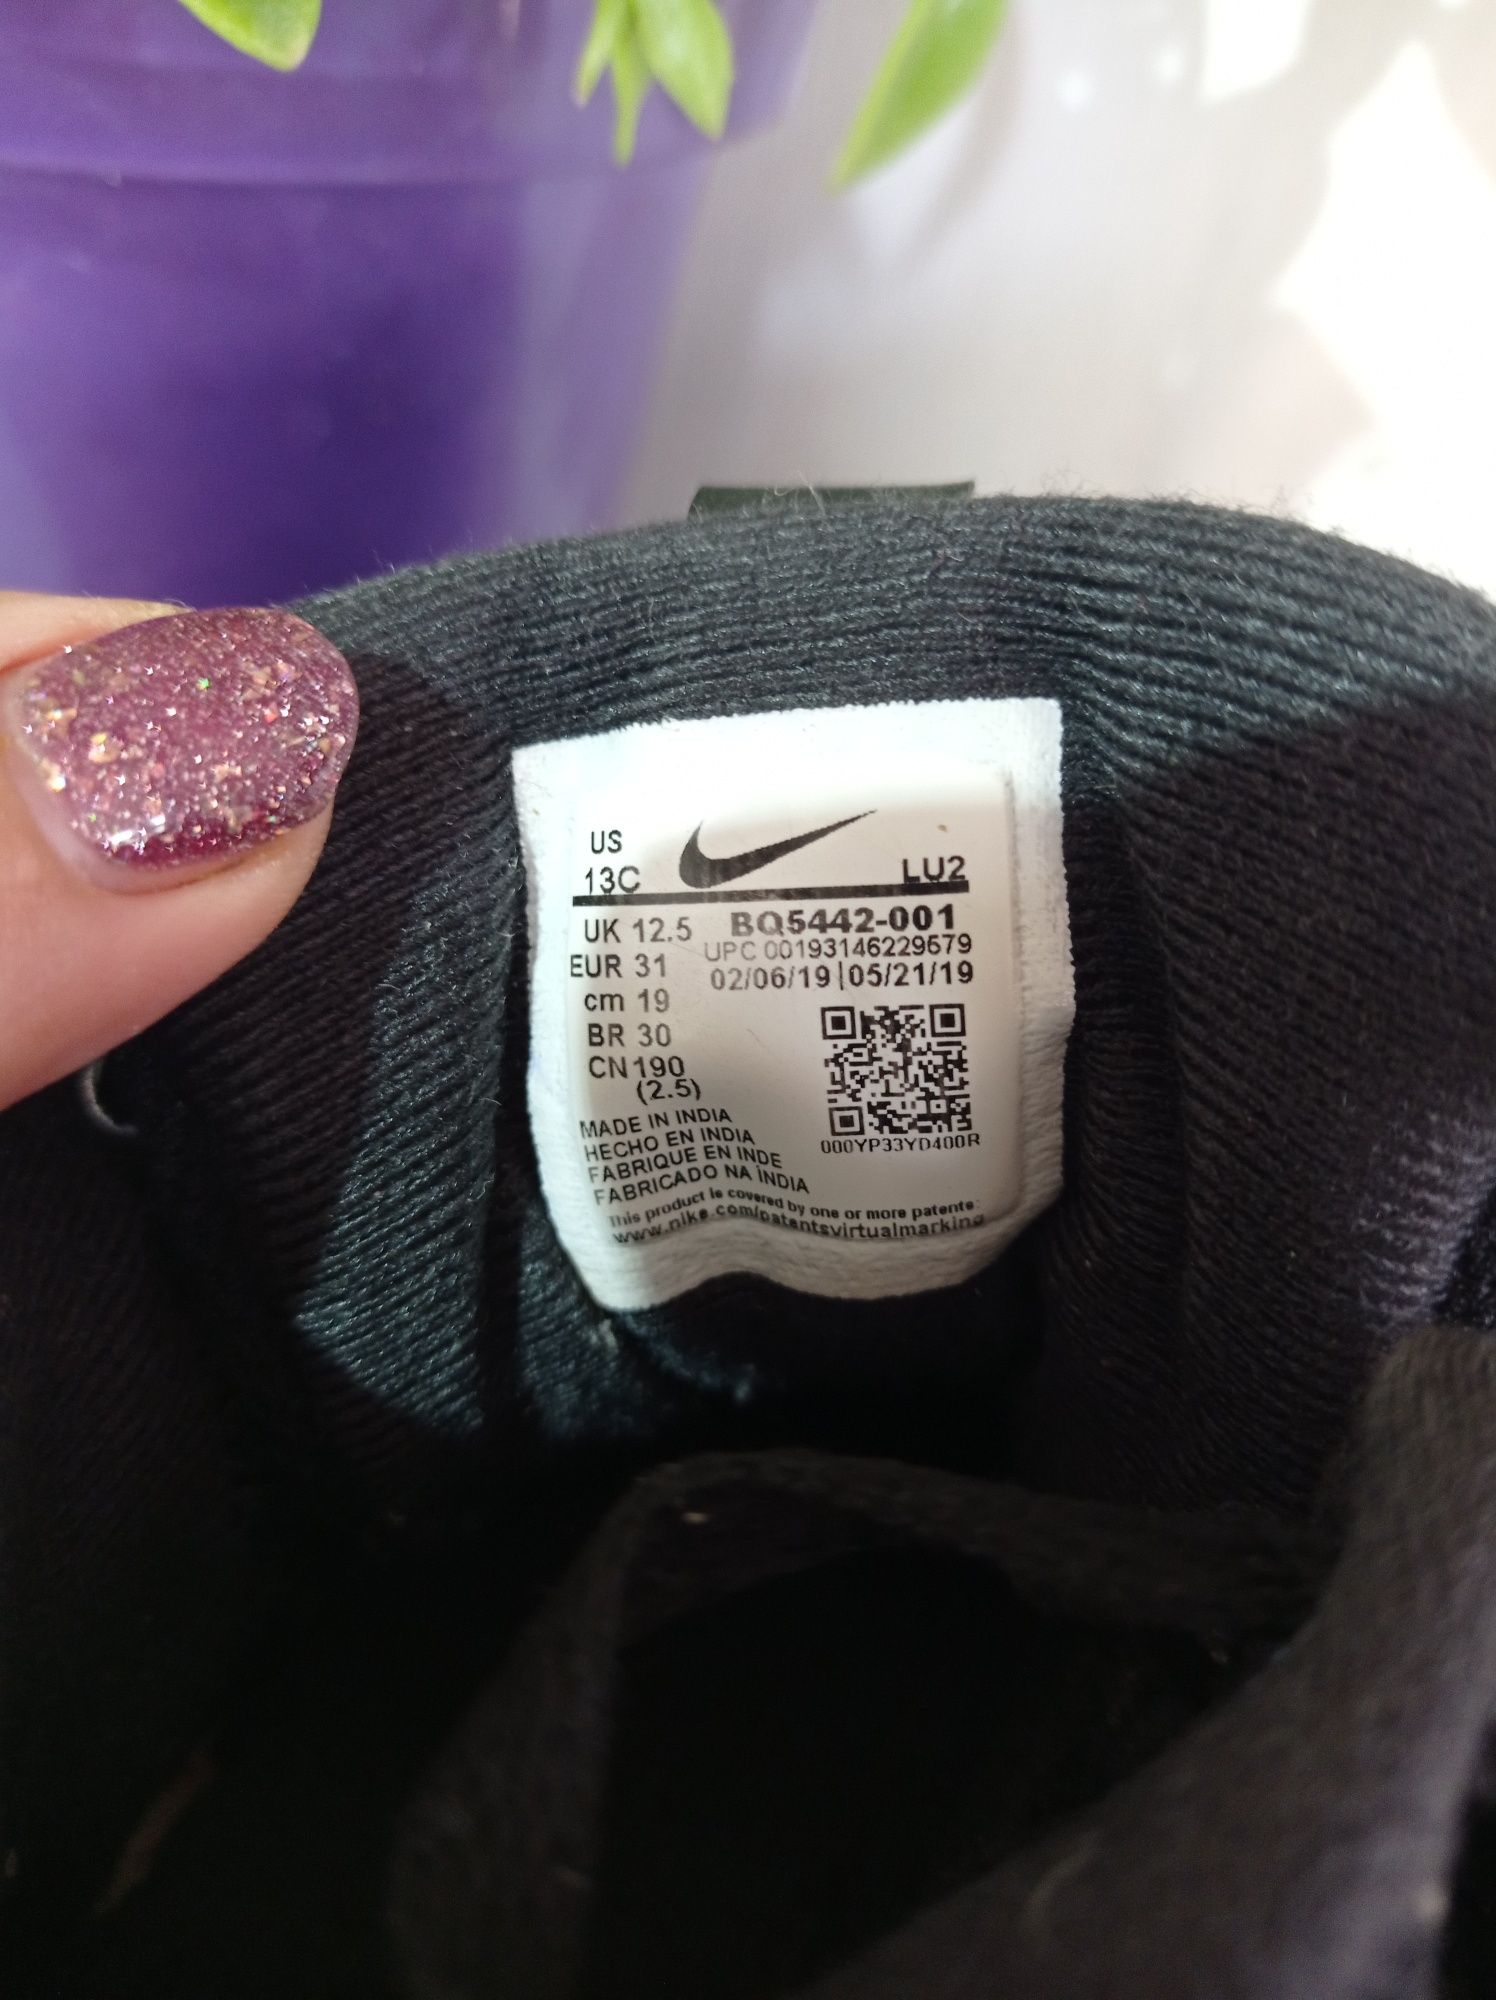 US
13C LU2
UK 12.5 BQ5442-001
UPC 00193146229579
EUR 31
02/06/19 | 05/21/19
cm 19
BR 30
CN 190
(2.5)
000YP33YD400R
MADE IN INDIA
HECHO EN INDIA
FABRIQUE EN INDE
FABRICADO NA ÍNDIA
This product is covered by one or more patents:
www.nike.com/patentsvirtualmarking